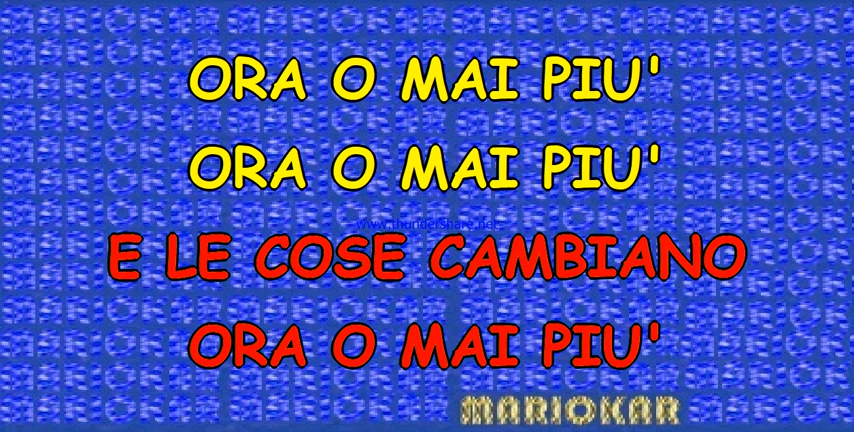 ORA O MAI PIU'
ORA O MAI PIU'
www.thundershare.net
E LE COSE CAMBIANO
ORA O MAI PIU'
MARIOKAR